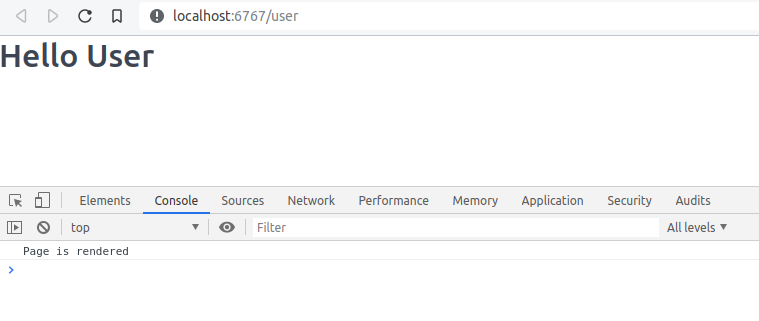 localhost:6767/user
Hello User
Elements Console Sources Network Performance Memory Application Security Audits
top Filter All levels
Page is rendered